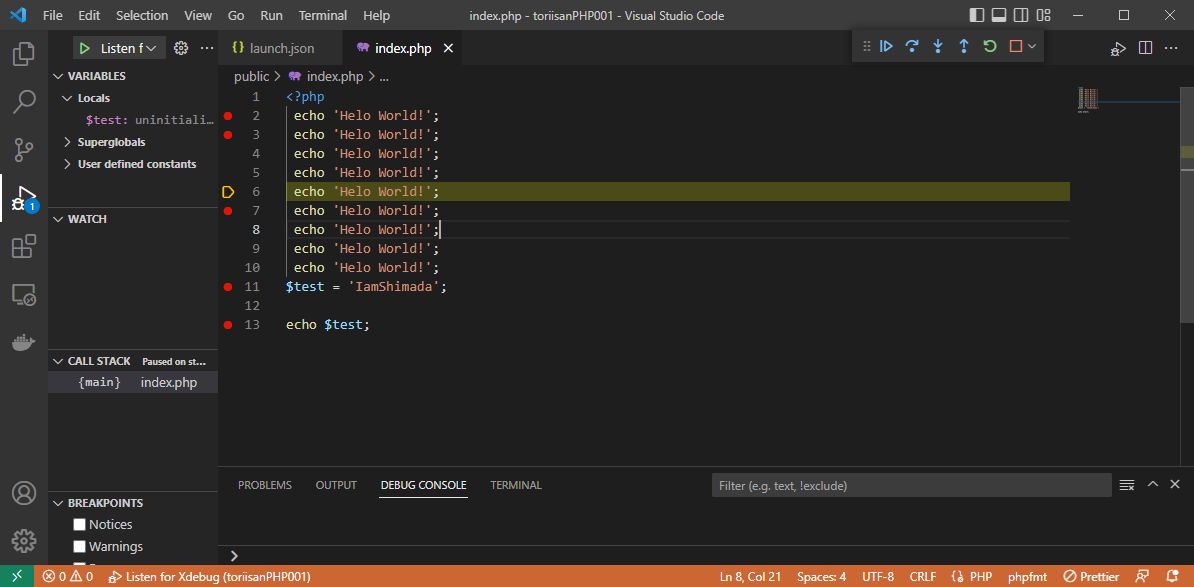 File Edit Selection View Go Run Terminal Help index.php - toriisanPHP001 - Visual Studio Code
Listen f
launch.json index.php
VARIABLES
public > index.php > ...
Locals
$test: uninitiali...
Superglobals
User defined constants
1 <?php
2 echo 'Helo World!';
3 echo 'Helo World!';
4 echo 'Helo World!';
5 echo 'Helo World!';
6 echo 'Helo World!';
7 echo 'Helo World!';
8 echo 'Helo World!';
9 echo 'Helo World!';
10 echo 'Helo World!';
11 $test = 'IamShimada';
12
13 echo $test;
1
WATCH
CALL STACK Paused on st...
{main} index.php
BREAKPOINTS
Notices
Warnings
PROBLEMS OUTPUT DEBUG CONSOLE TERMINAL Filter (e.g. text, !exclude)
>
0 0 Listen for Xdebug (toriisanPHP001) Ln 8, Col 21 Spaces: 4 UTF-8 CRLF {} PHP phpfmt Prettier